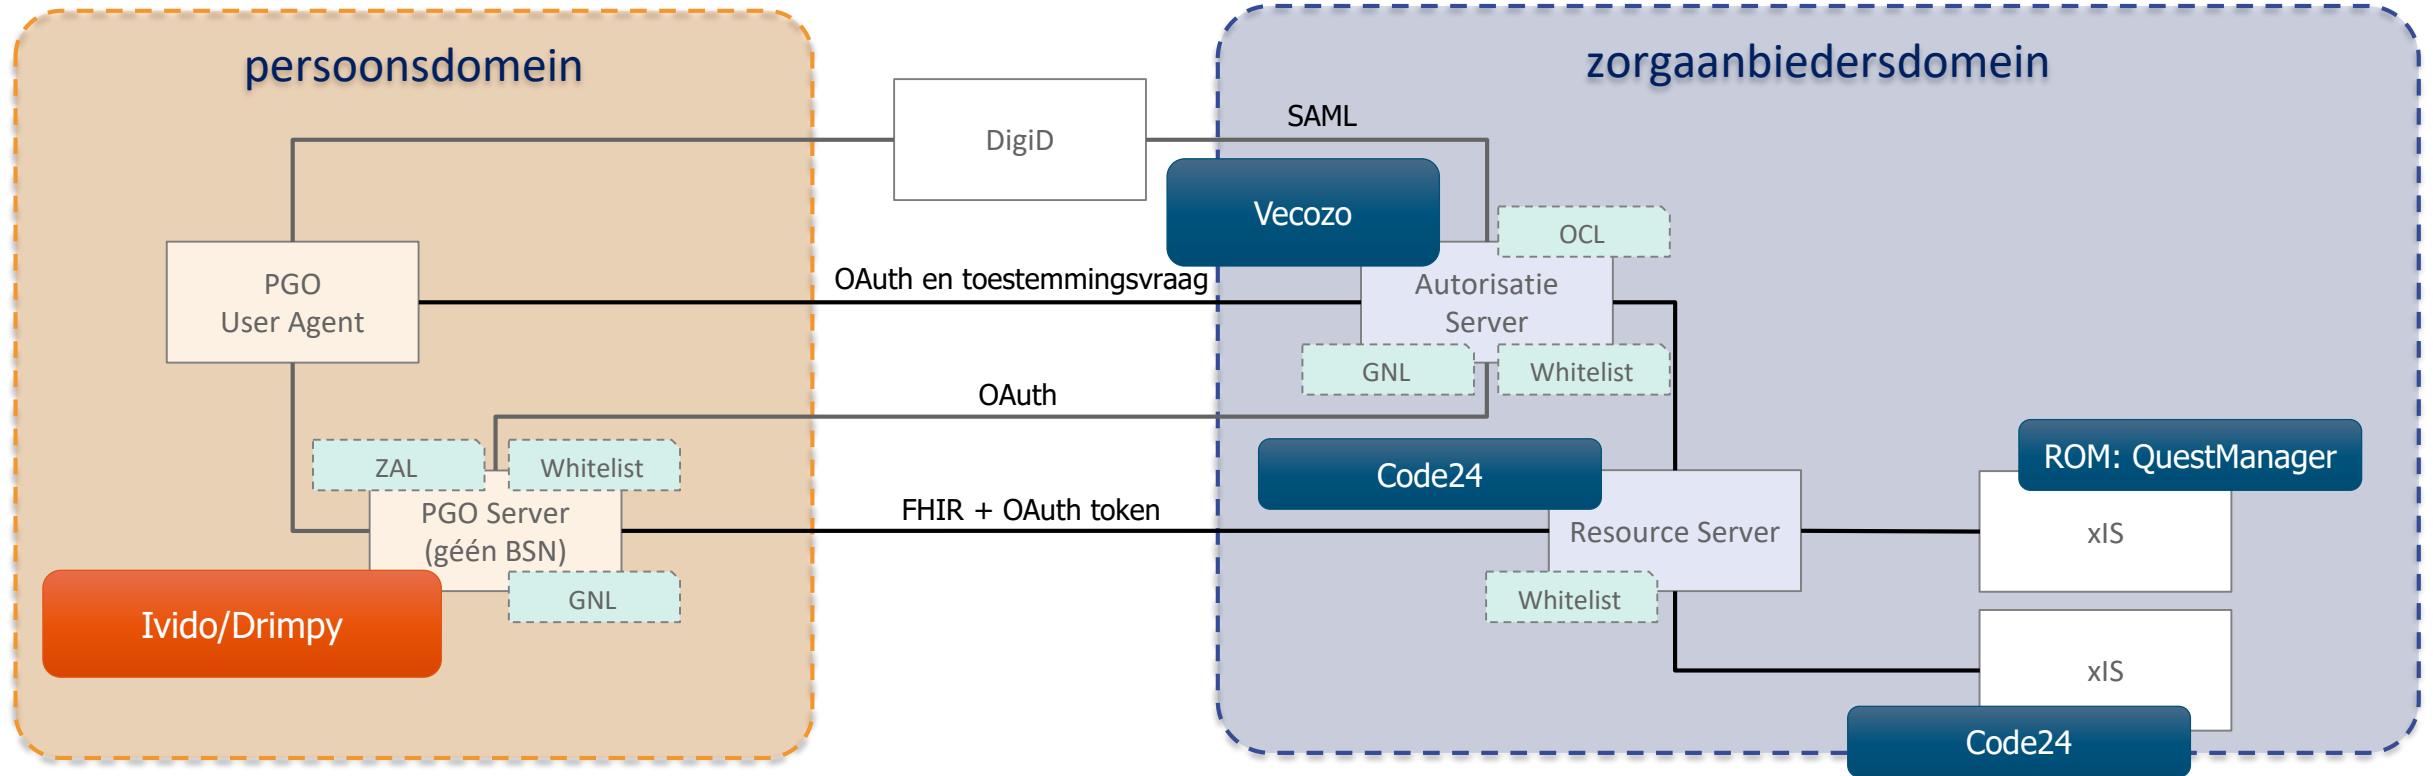 persoonsdomein
zorgaanbiedersdomein
DigiD
SAML
Vecozo
OCL
PGO
User Agent
OAuth en toestemmingsvraag
Autorisatie
Server
GNL
Whitelist
OAuth
ZAL
Whitelist
PGO Server
(géén BSN)
GNL
Ivido/Drimpy
FHIR + OAuth token
Code24
Resource Server
Whitelist
ROM: QuestManager
xIS
xIS
Code24